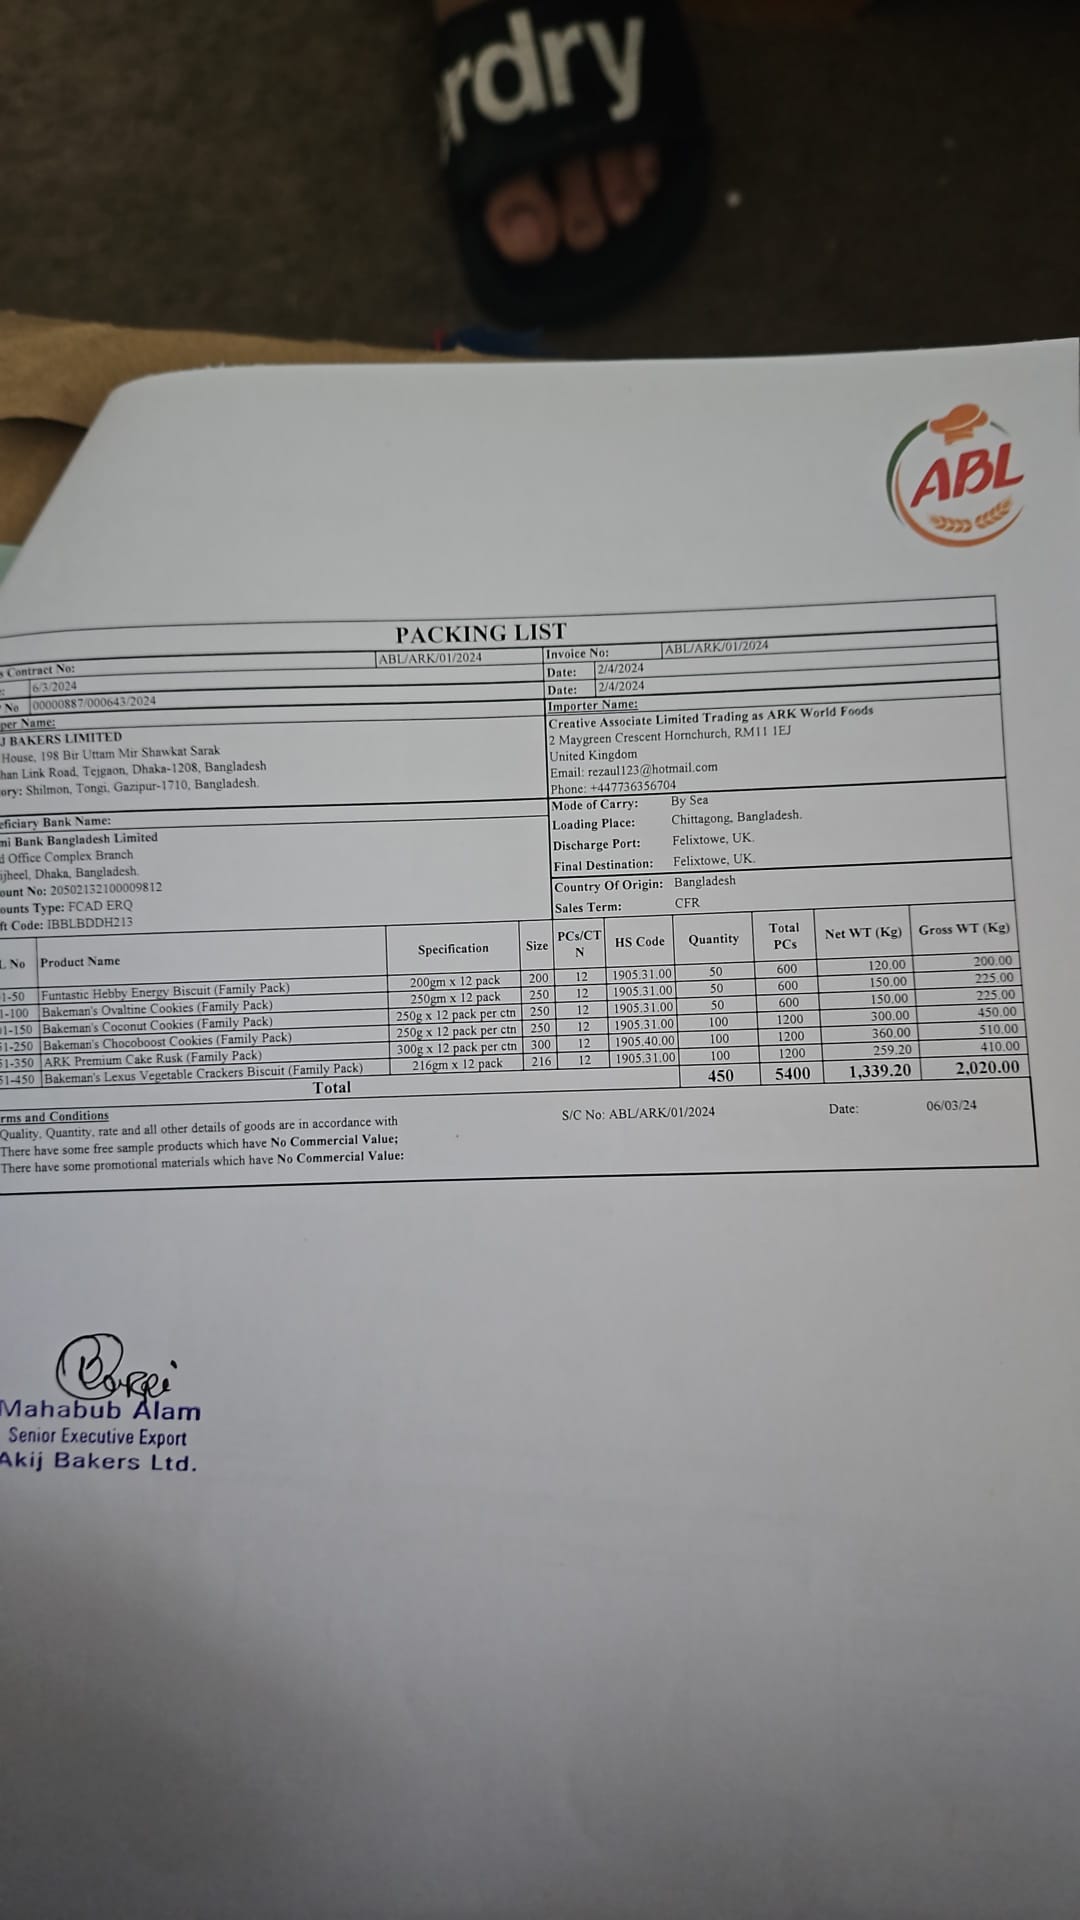 rdry
ABL
PACKING LIST
s Contract No: ABL/ARK/01/2024 Invoice No: ABL/ARK/01/2024
6/3/2024 Date: 2/4/2024
No 00000887/000643/2024 Date: 2/4/2024
per Name: Importer Name:
J BAKERS LIMITED Creative Associate Limited Trading as ARK World Foods
House, 198 Bir Uttam Mir Shawkat Sarak 2 Maygreen Crescent Hornchurch, RM11 1EJ
han Link Road, Tejgaon, Dhaka-1208, Bangladesh United Kingdom
ory: Shilmon, Tongi, Gazipur-1710, Bangladesh. Email: rezaul123@hotmail.com
Phone: +447736356704
eficiary Bank Name: Mode of Carry: By Sea
mi Bank Bangladesh Limited Loading Place: Chittagong, Bangladesh.
d Office Complex Branch Discharge Port: Felixtowe, UK.
ijheel, Dhaka, Bangladesh. Final Destination: Felixtowe, UK.
ount No: 20502132100009812 Country Of Origin: Bangladesh
ounts Type: FCAD ERQ Sales Term: CFR
ft Code: IBBLBDDH213
L No Product Name Specification Size PCs/CTN HS Code Quantity Total PCs Net WT (Kg) Gross WT (Kg)
1-50 Funtastic Hebby Energy Biscuit (Family Pack) 200gm x 12 pack 200 12 1905.31.00 50 600 120.00 200.00
1-100 Bakeman's Ovaltine Cookies (Family Pack) 250gm x 12 pack 250 12 1905.31.00 50 600 150.00 225.00
01-150 Bakeman's Coconut Cookies (Family Pack) 250g x 12 pack per ctn 250 12 1905.31.00 50 600 150.00 225.00
51-250 Bakeman's Chocoboost Cookies (Family Pack) 250g x 12 pack per ctn 250 12 1905.31.00 100 1200 300.00 450.00
51-350 ARK Premium Cake Rusk (Family Pack) 300g x 12 pack per ctn 300 12 1905.40.00 100 1200 360.00 510.00
51-450 Bakeman's Lexus Vegetable Crackers Biscuit (Family Pack) 216gm x 12 pack 216 12 1905.31.00 100 1200 259.20 410.00
Total 450 5400 1,339.20 2,020.00
rms and Conditions
Quality, Quantity, rate and all other details of goods are in accordance with S/C No: ABL/ARK/01/2024 Date: 06/03/24
There have some free sample products which have No Commercial Value;
There have some promotional materials which have No Commercial Value:
Mahabub Alam
Senior Executive Export
Akij Bakers Ltd.